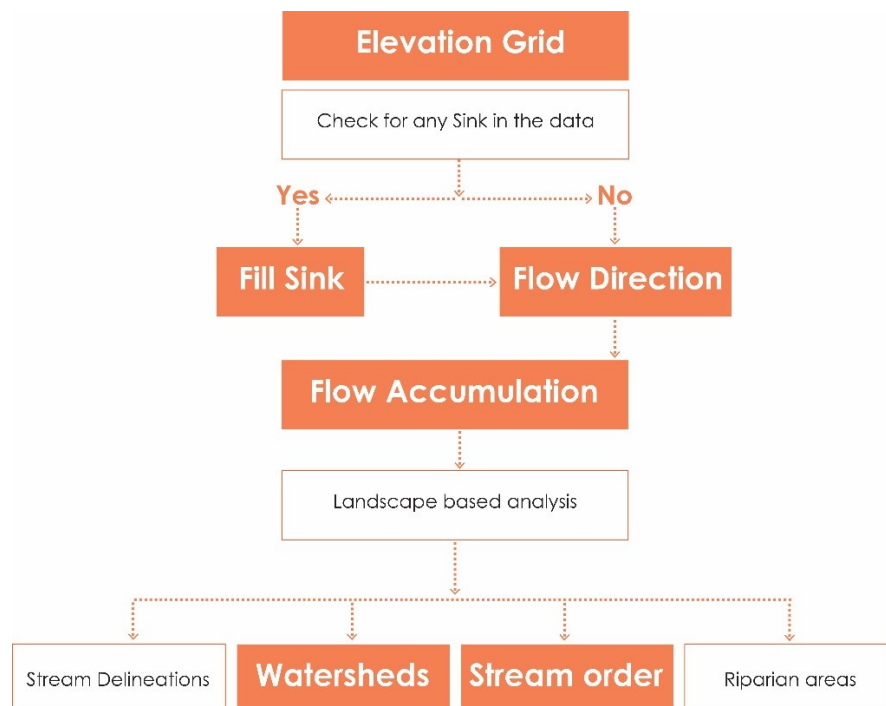 Elevation Grid
Check for any Sink in the data
Yes
No
Fill Sink
Flow Direction
Flow Accumulation
Landscape based analysis
Stream Delineations
Watersheds
Stream order
Riparian areas